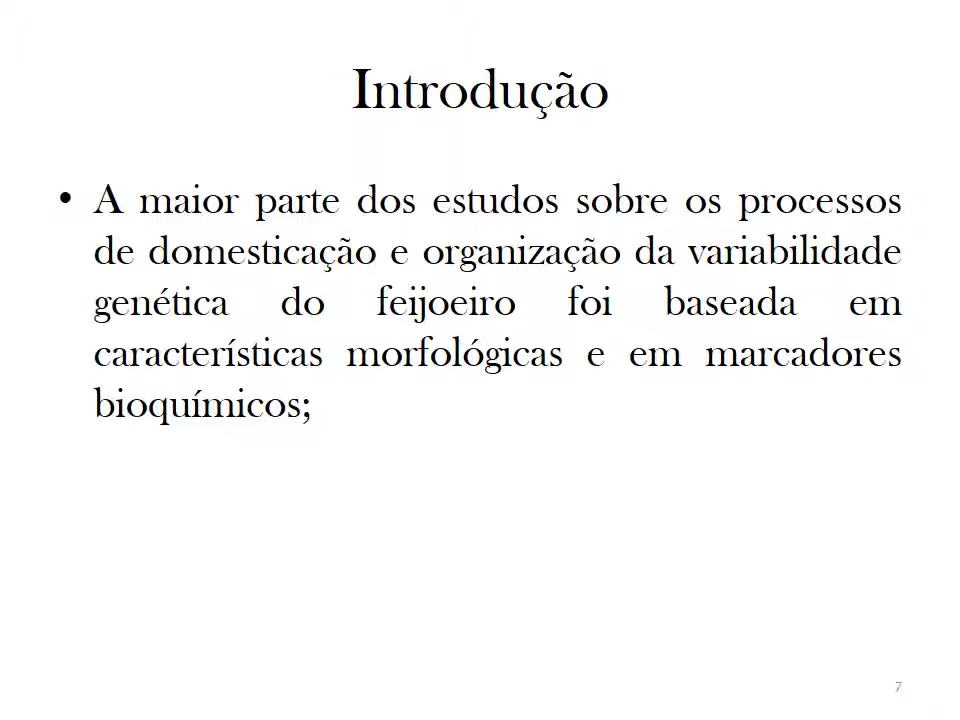 Introdução
• A maior parte dos estudos sobre os processos
de domesticação e organização da variabilidade
genética do feijoeiro foi baseada em
características morfológicas e em marcadores
bioquímicos;
7